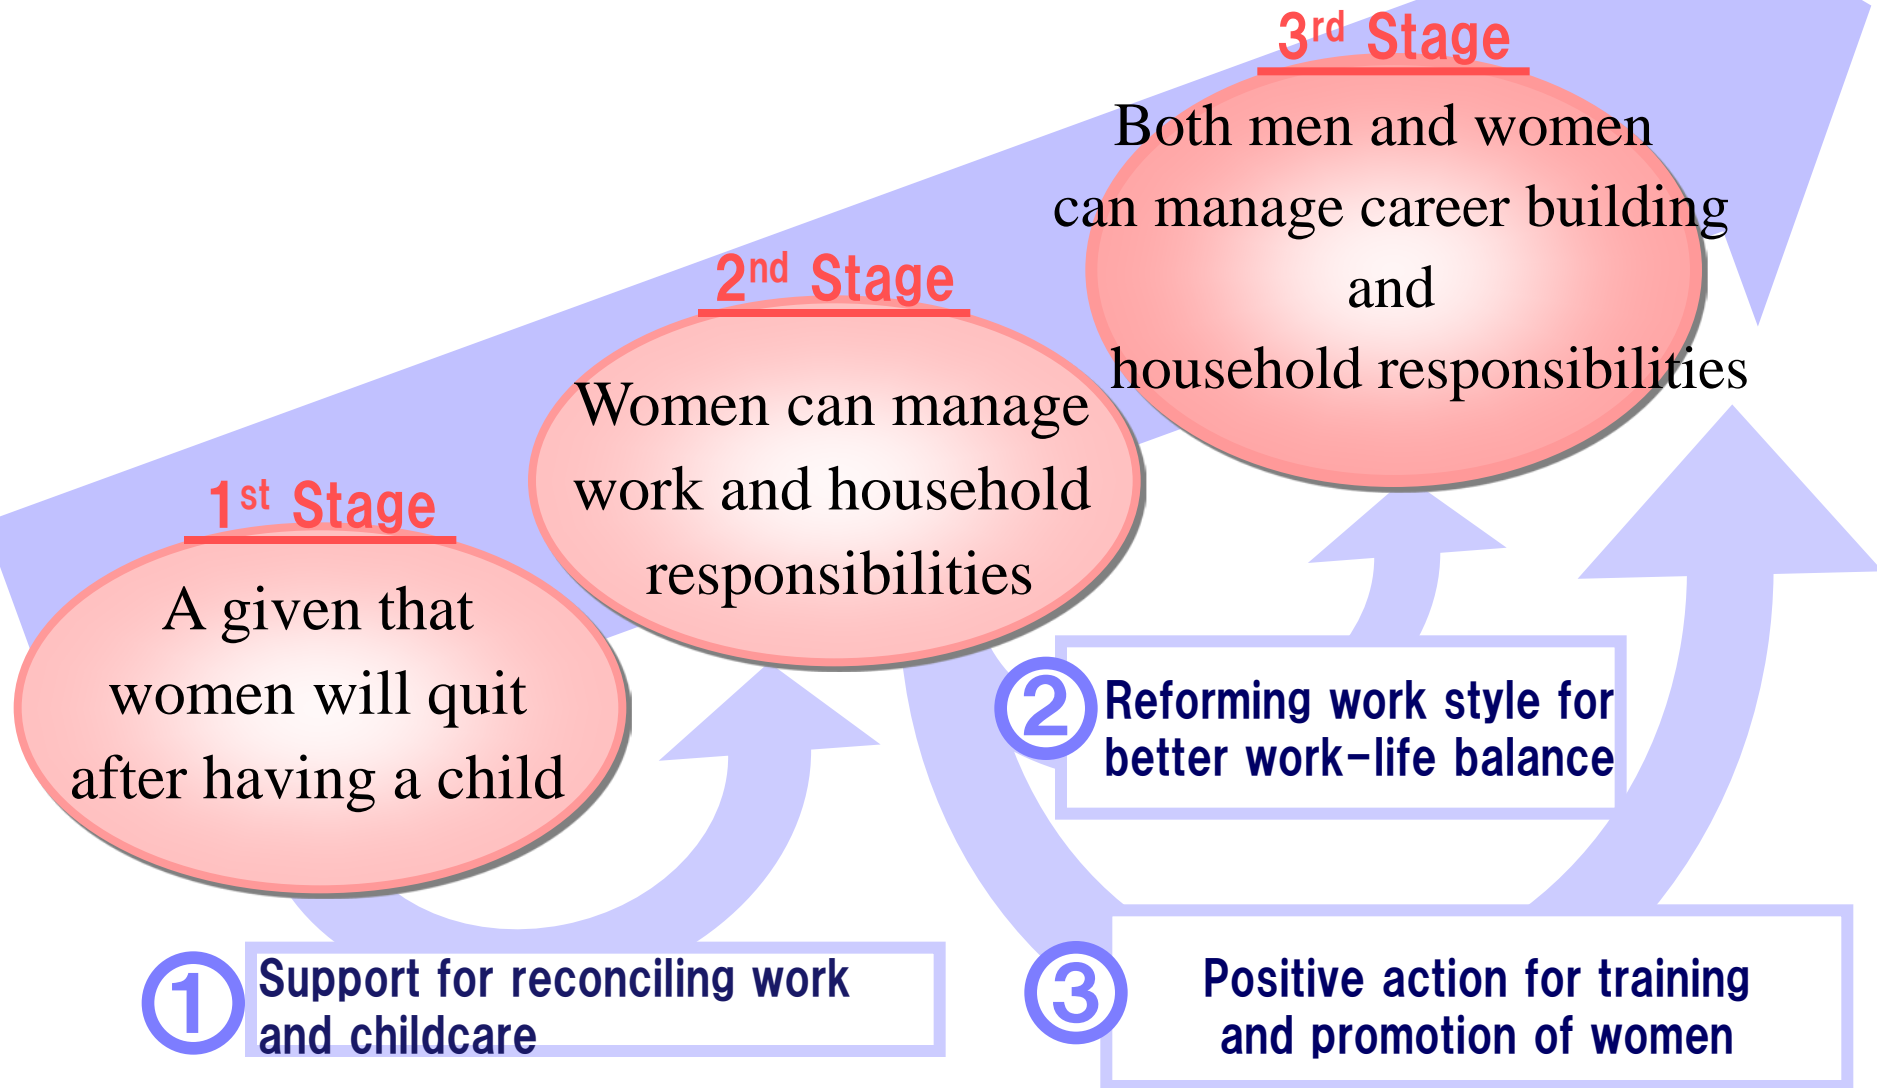 1st Stage
A given that
women will quit
after having a child
2nd Stage
Women can manage
work and household
responsibilities
3rd Stage
Both men and women
can manage career building
and
household responsibilities
①
Support for reconciling work
and childcare
②
Reforming work style for
better work-life balance
③
Positive action for training
and promotion of women